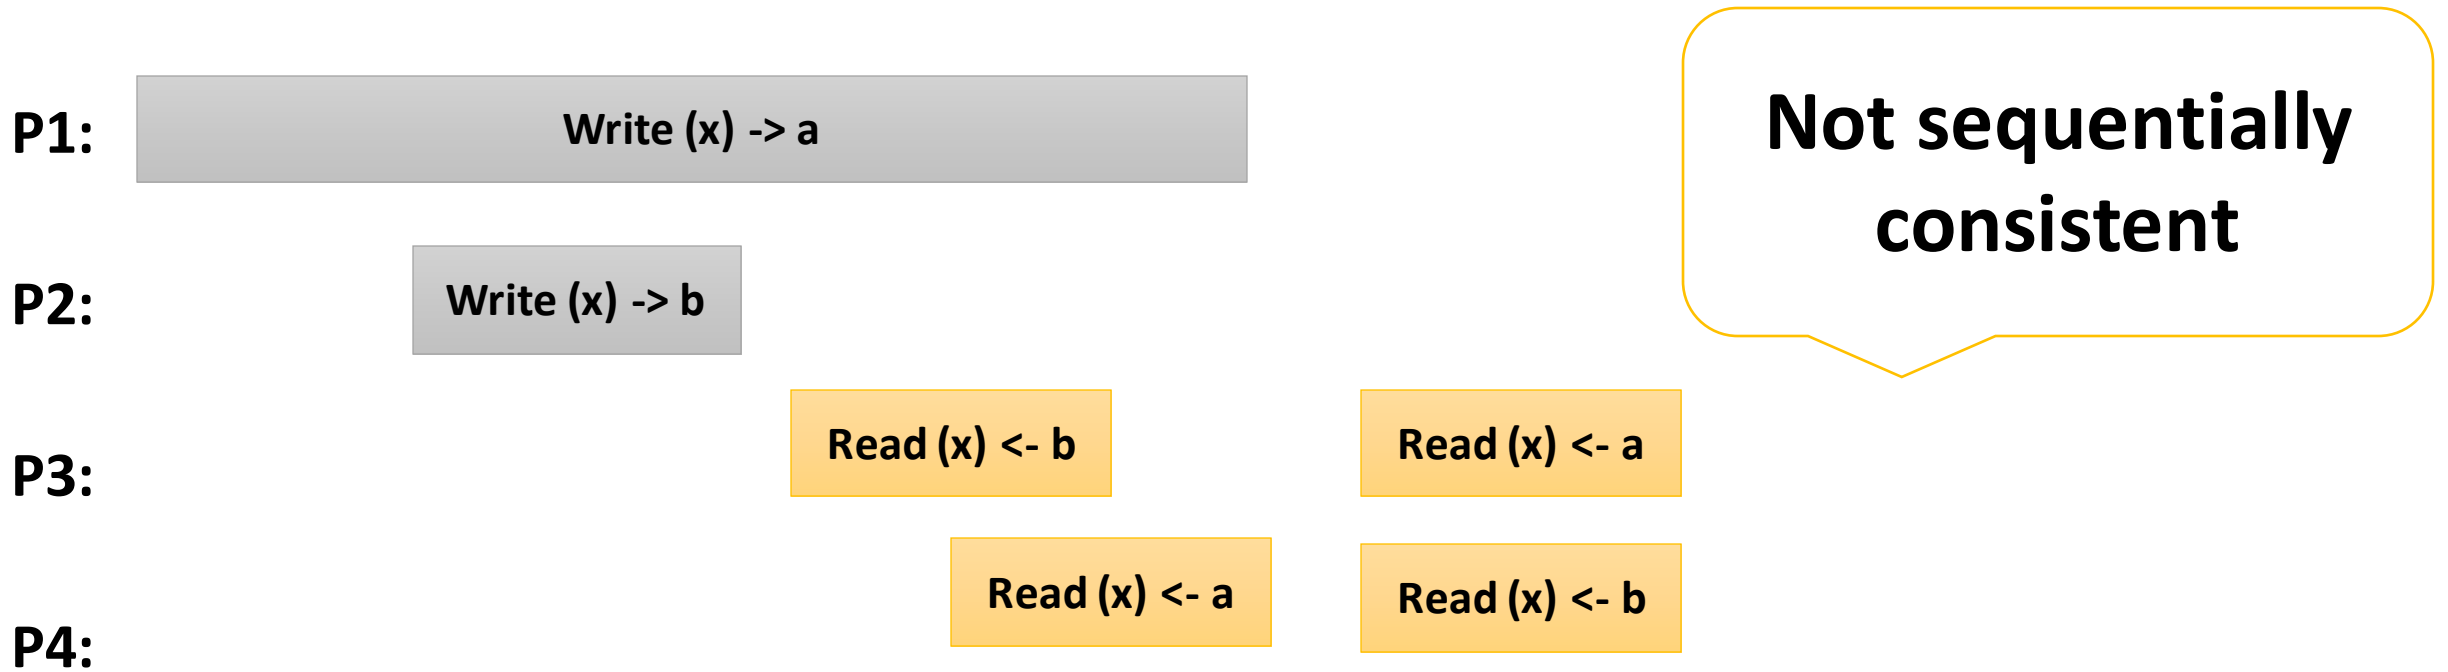 P1:
Write (x) -> a
Not sequentially
consistent
P2:
Write (x) -> b
P3:
Read (x) <- b
Read (x) <- a
P4:
Read (x) <- a
Read (x) <- b